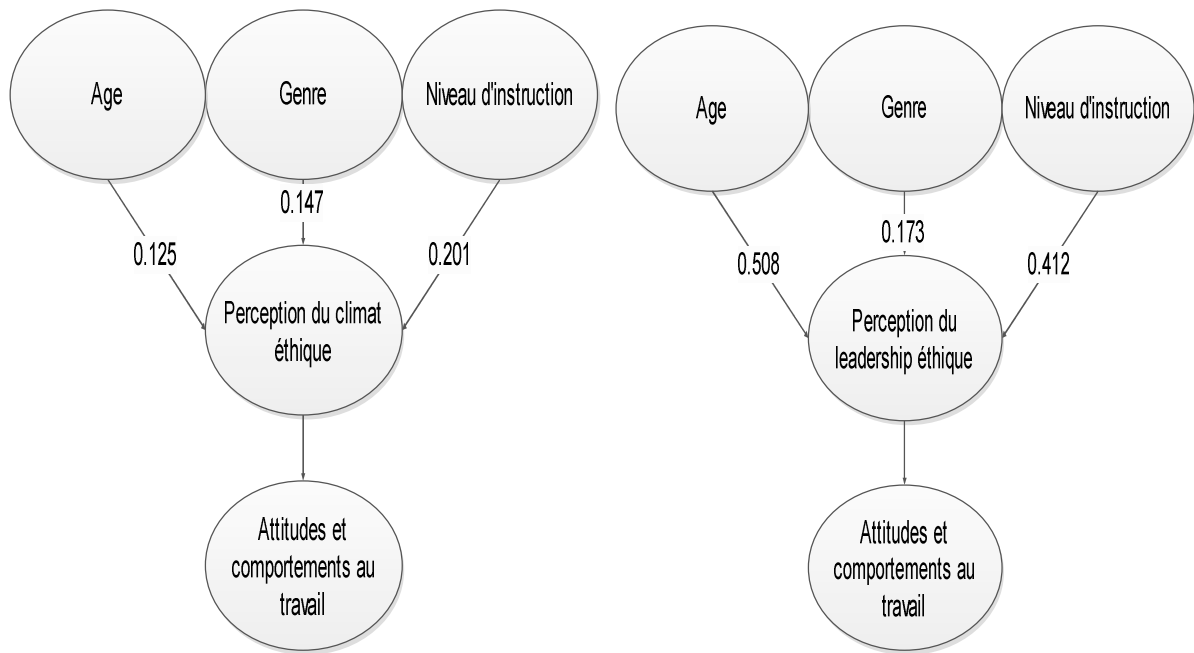 Age
Genre
Niveau d'instruction
0.147
0.125
0.201
Perception du climat
éthique
Attitudes et
comportements au
travail
Age
Genre
Niveau d'instruction
0.173
0.508
0.412
Perception du
leadership éthique
Attitudes et
comportements au
travail